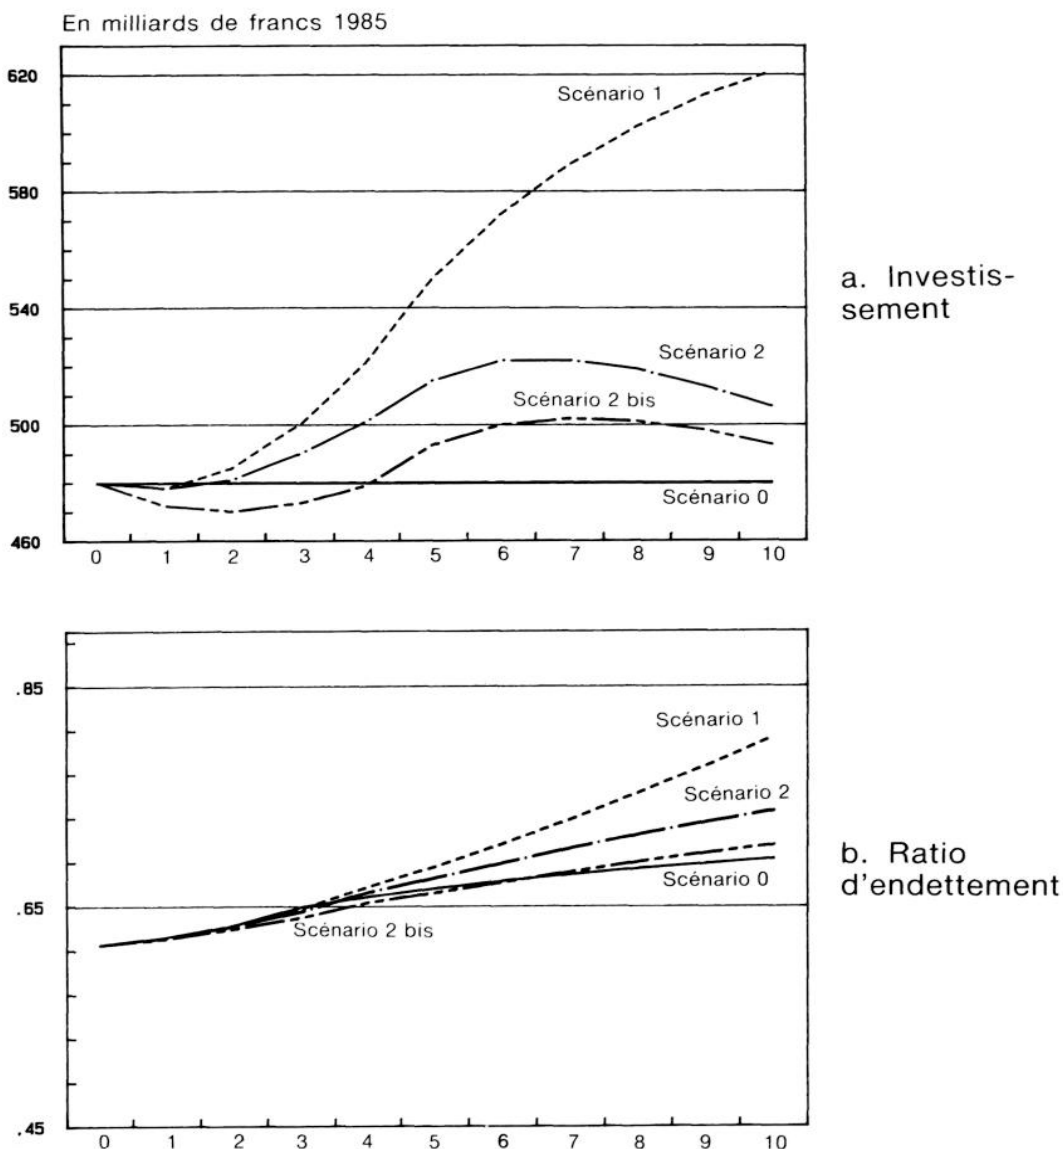 En milliards de francs 1985
620
580
540
500
460
Scénario 1
Scénario 2
Scénario 2 bis
Scénario 0
0 1 2 3 4 5 6 7 8 9 10
a. Investis-
sement
.85
.65
.45
Scénario 1
Scénario 2
Scénario 0
Scénario 2 bis
0 1 2 3 4 5 6 7 8 9 10
b. Ratio
d'endettement